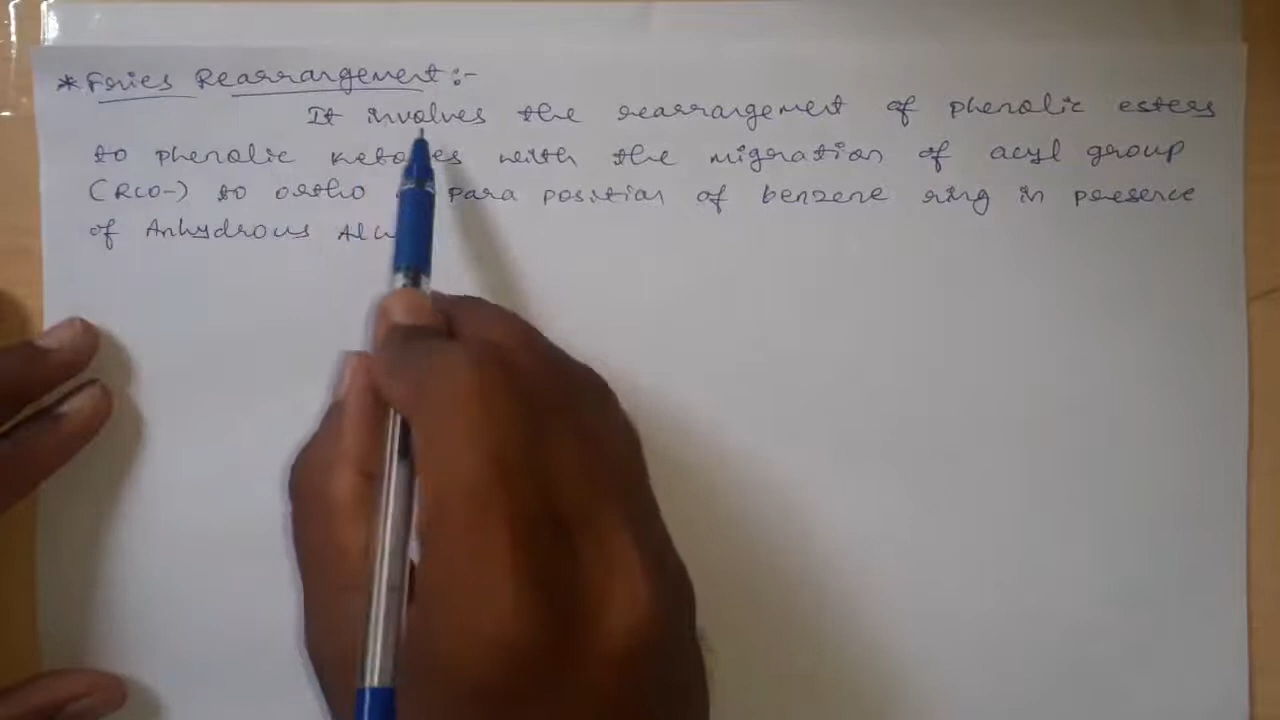 * Fries Rearrangement :-
It involves the rearrangement of phenolic esters
to phenolic ketones with the migration of acyl group
(RCO-) to ortho para position of benzene ring in presence
of Anhydrous